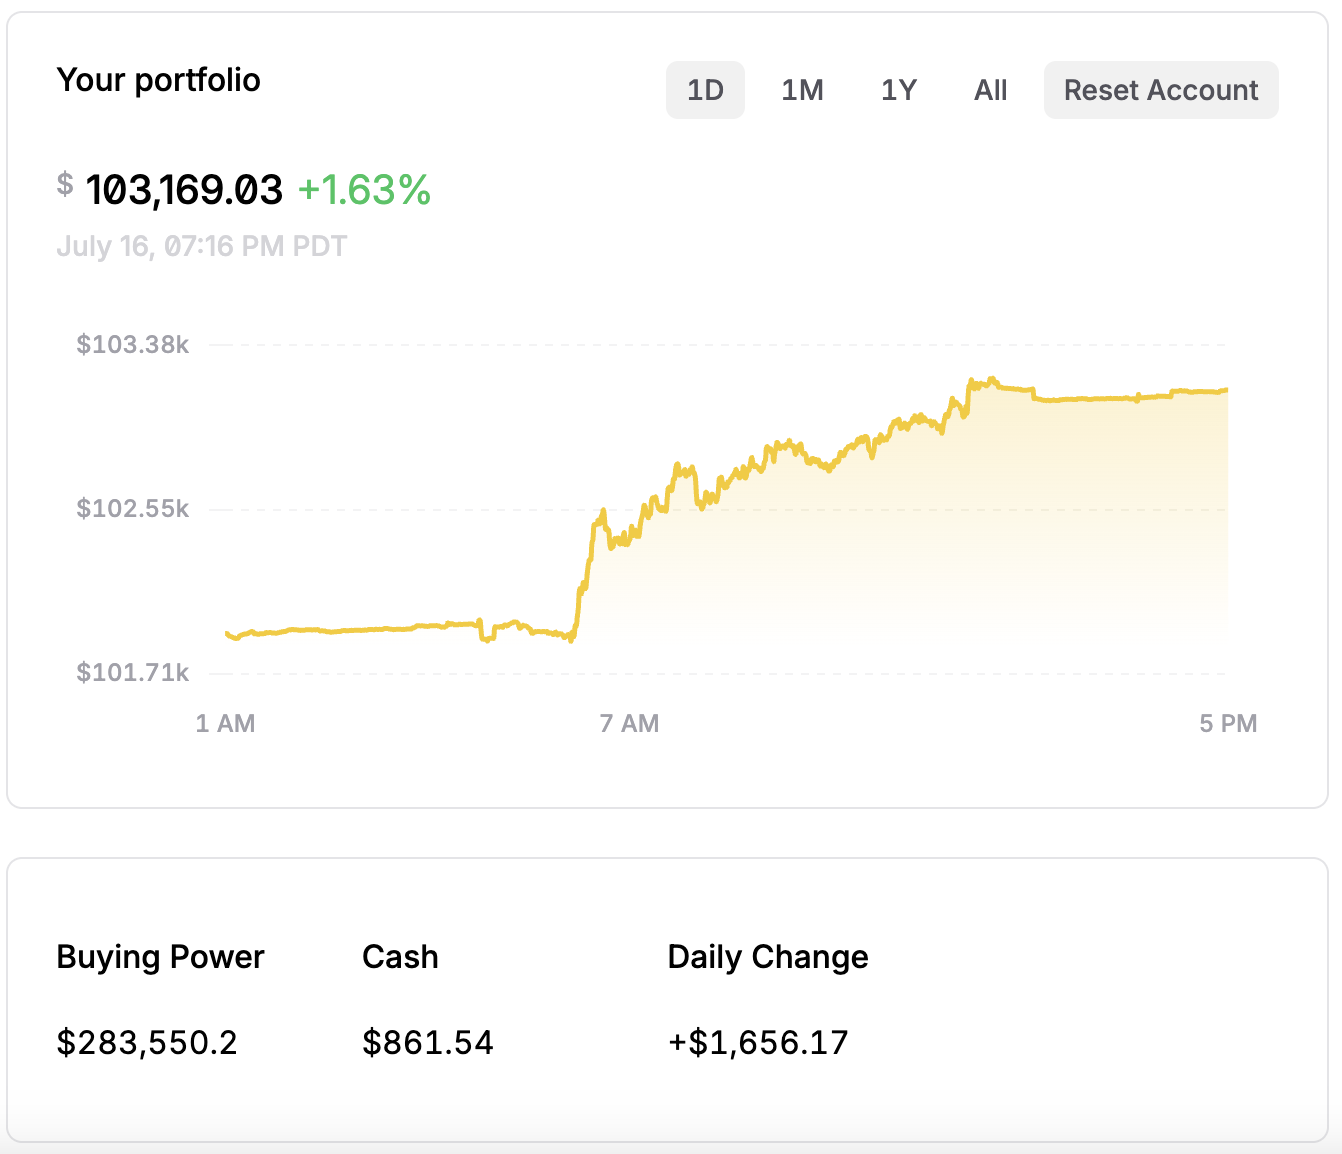 Your portfolio
1D 1M 1Y All Reset Account
$ 103,169.03 +1.63%
July 16, 07:16 PM PDT
$103.38k
$102.55k
$101.71k
1 AM 7 AM 5 PM
Buying Power Cash Daily Change
$283,550.2 $861.54 +$1,656.17